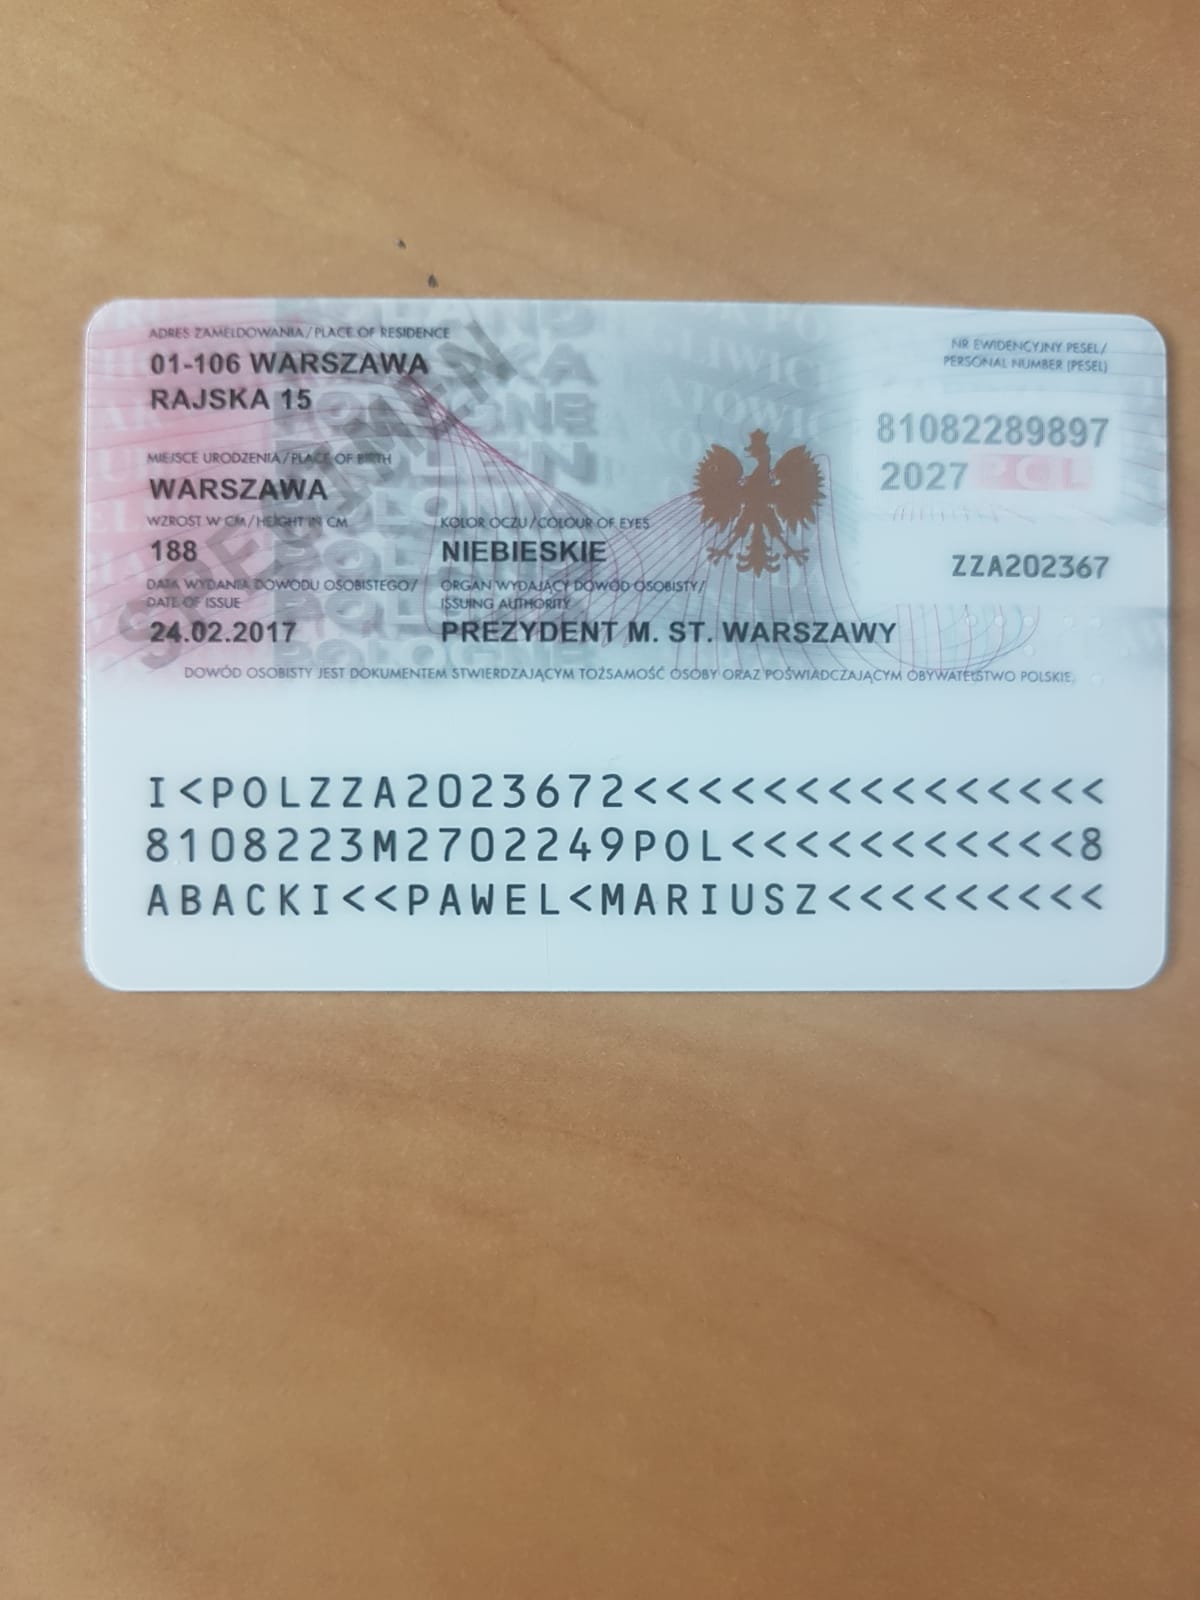 ADRES ZAMELDOWANIA/PLACE OF RESIDENCE
01-106 WARSZAWA
RAJSKA 15
MIEJSCE URODZENIA/PLACE OF BIRTH
WARSZAWA
WZROST W CM/HEIGHT IN CM
188
KOLOR OCZU/COLOUR OF EYES
NIEBIESKIE
DATA WYDANIA DOWODU OSOBISTEGO/
DATE OF ISSUE
24.02.2017
ORGAN WYDAJĄCY DOWÓD OSOBISTY/
ISSUING AUTHORITY
PREZYDENT M. ST. WARSZAWY
NR EWIDENCYJNY PESEL/
PERSONAL NUMBER (PESEL)
81082289897
2027 POL
ZZA202367
SPECIMEN
DOWÓD OSOBISTY JEST DOKUMENTEM STWIERDZAJĄCYM TOŻSAMOŚĆ OSOBY ORAZ POŚWIADCZAJĄCYM OBYWATELSTWO POLSKIE.
I<POLZZA2023672<<<<<<<<<<<<<<<
8108223M2702249POL<<<<<<<<<<<8
ABACKI<<PAWEL<MARIUSZ<<<<<<<<<